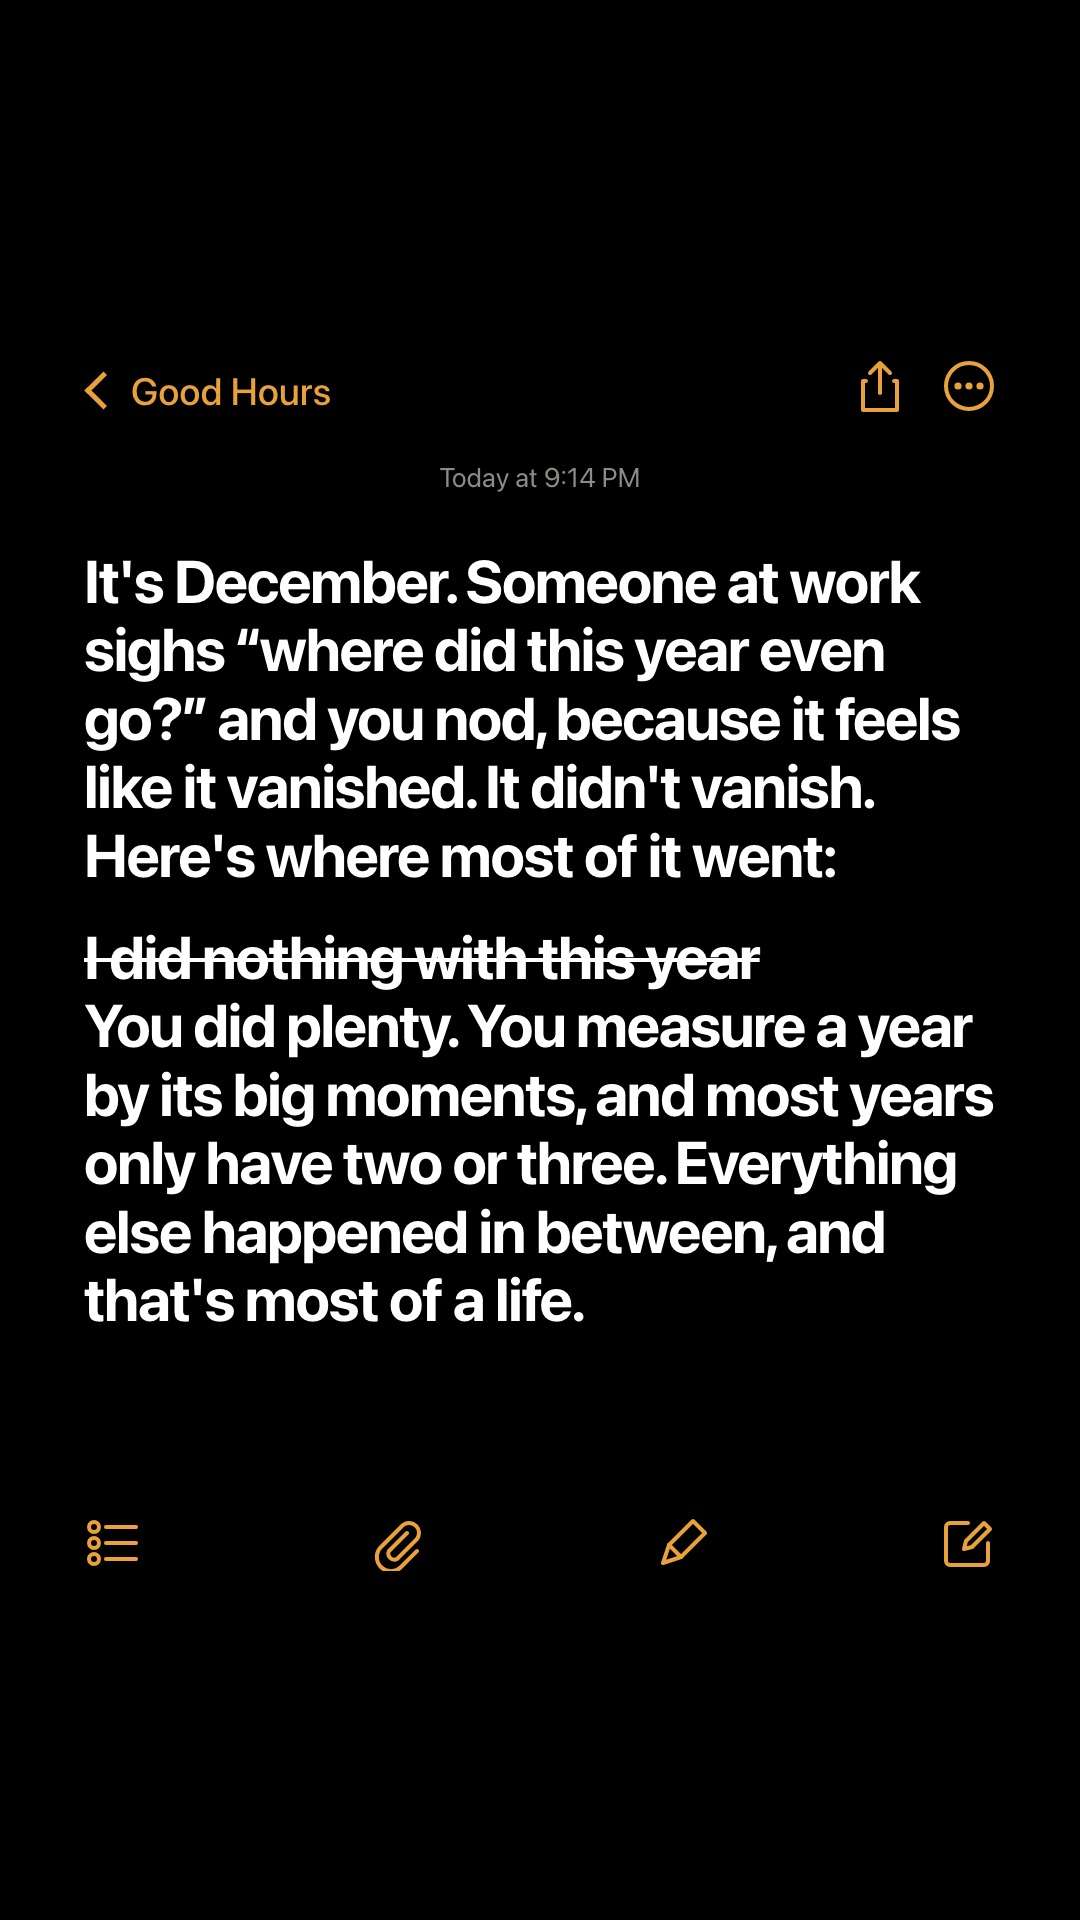 Good Hours
Today at 9:14 PM
It's December. Someone at work
sighs “where did this year even
go?” and you nod, because it feels
like it vanished. It didn't vanish.
Here's where most of it went:
I did nothing with this year
You did plenty. You measure a year
by its big moments, and most years
only have two or three. Everything
else happened in between, and
that's most of a life.